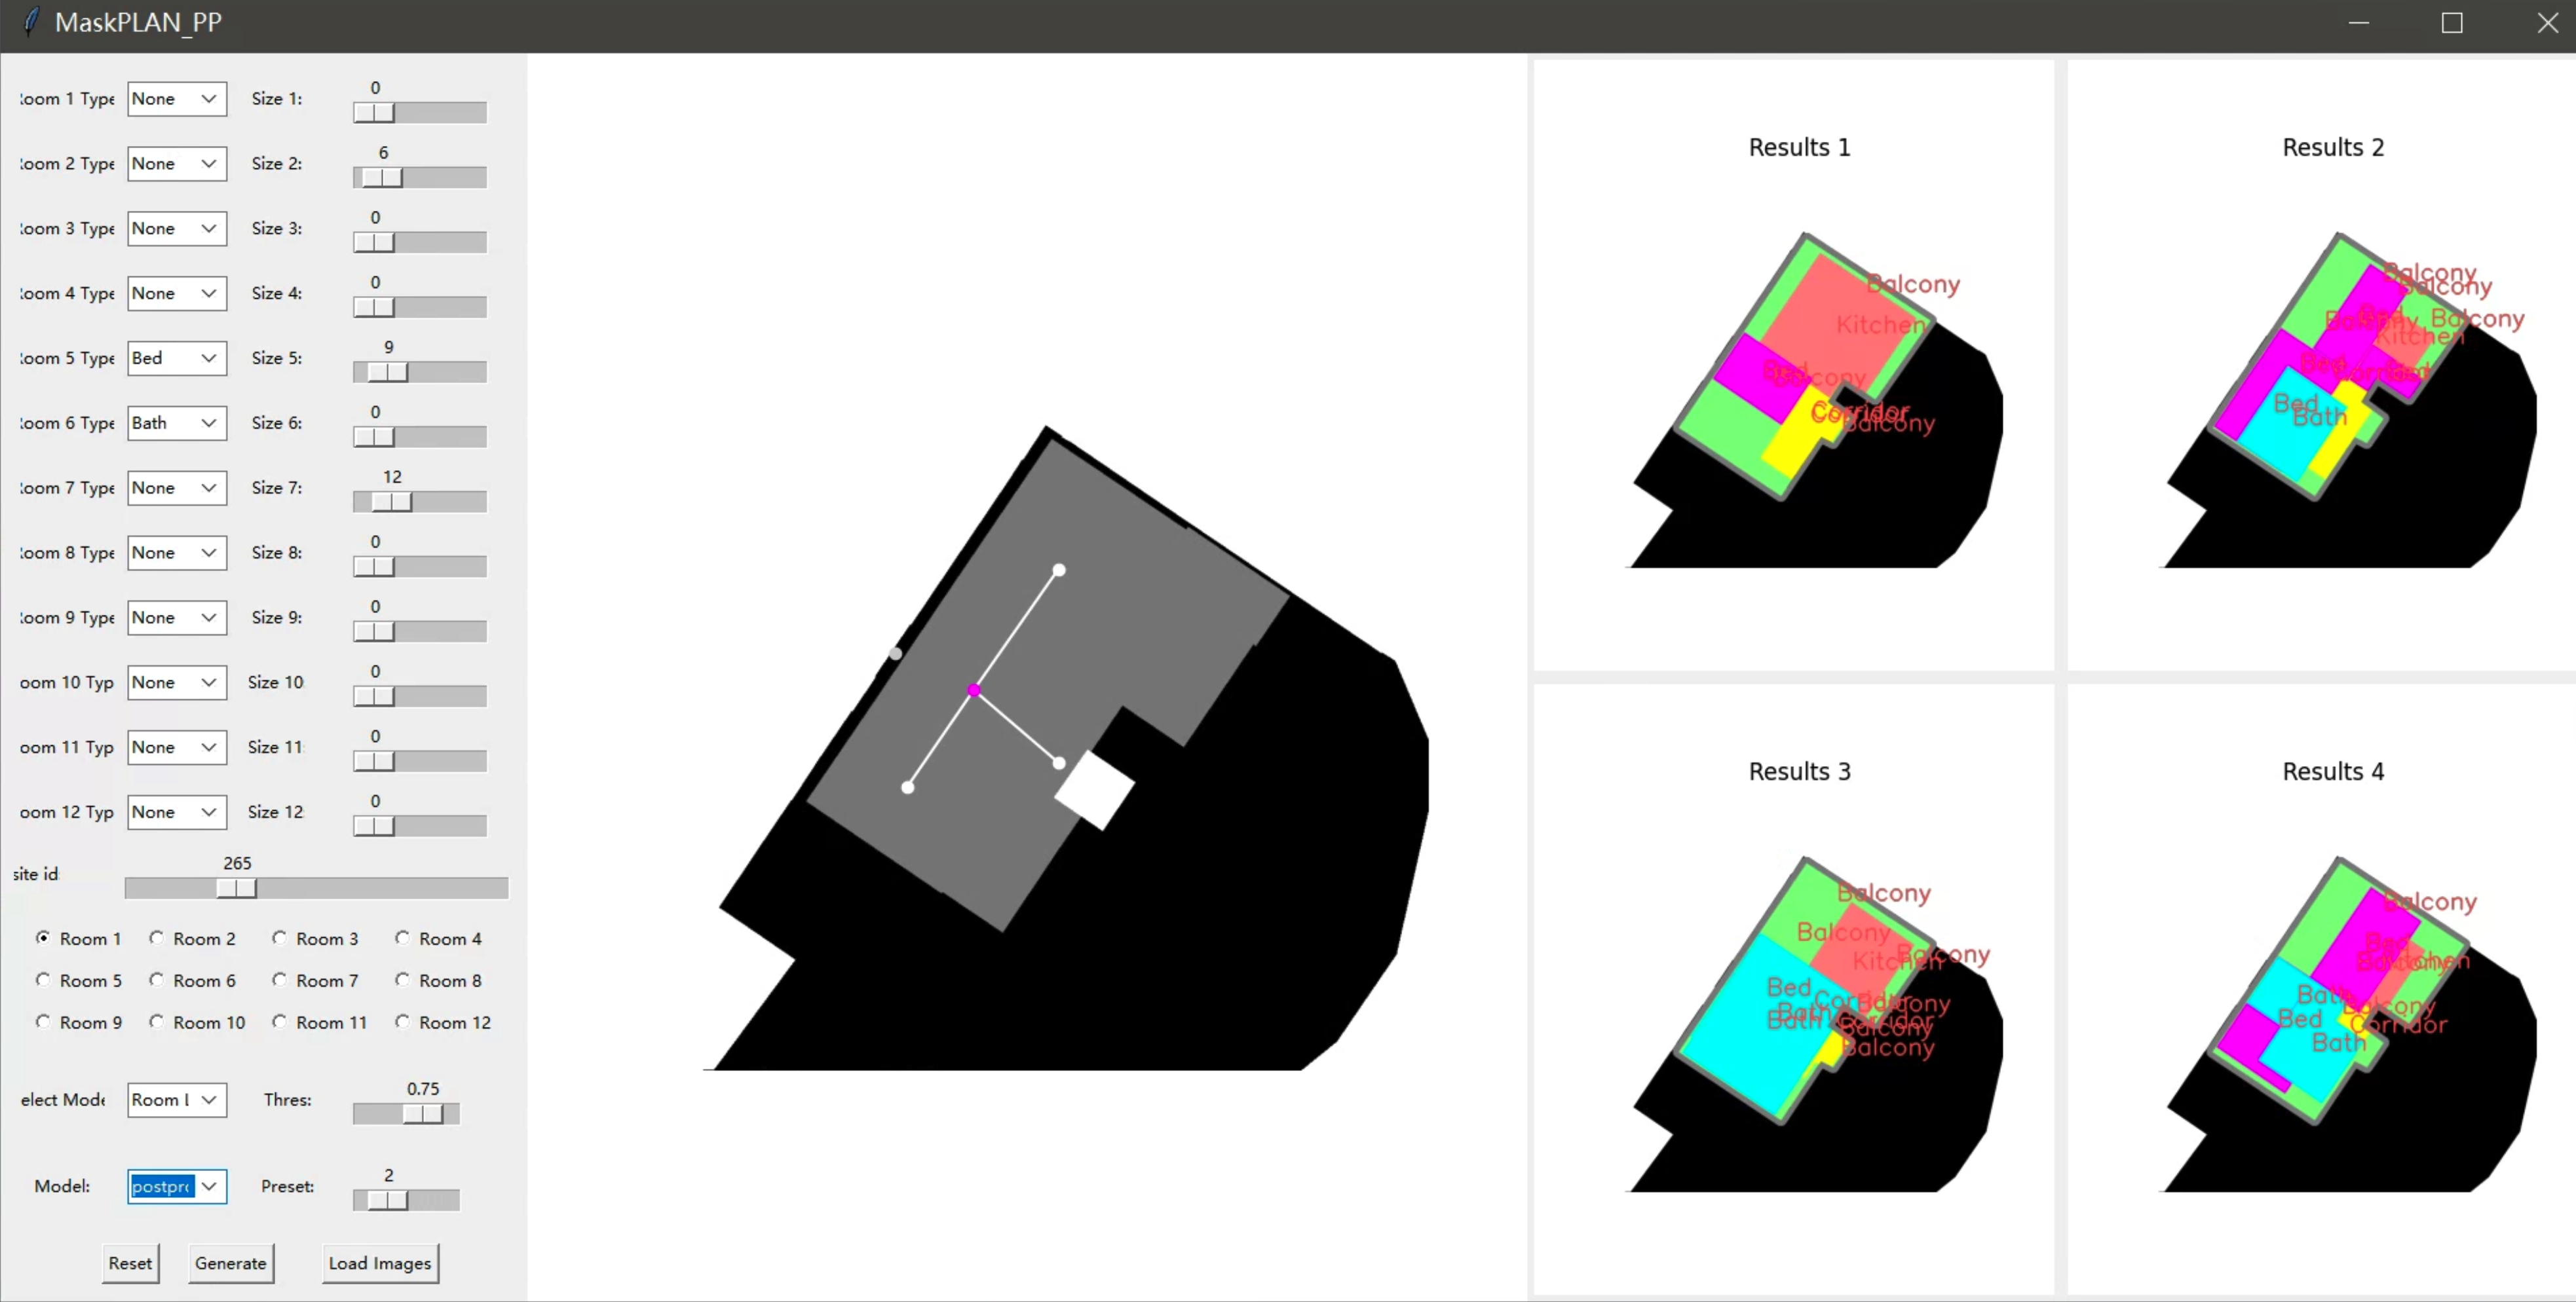 MaskPLAN_PP
oom 1 Type None Size 1: 0
oom 2 Type None Size 2: 6
oom 3 Type None Size 3: 0
oom 4 Type None Size 4: 0
oom 5 Type Bed Size 5: 9
oom 6 Type Bath Size 6: 0
oom 7 Type None Size 7: 12
oom 8 Type None Size 8: 0
oom 9 Type None Size 9: 0
oom 10 Typ None Size 10 0
oom 11 Typ None Size 11 0
oom 12 Typ None Size 12 0
site id 265
Room 1 Room 2 Room 3 Room 4
Room 5 Room 6 Room 7 Room 8
Room 9 Room 10 Room 11 Room 12
elect Mode Room l Thres: 0.75
Model: postpr Preset: 2
Reset Generate Load Images
Results 1
Balcony
Kitchen
Bed
Balcony
Corridor
Balcony
Results 2
Balcony
Balcony
Balcony
Kitchen
Bed
Bath
Results 3
Balcony
Balcony
Balcony
Kitchen
Bed
Corridor
Balcony
Bath
Bath
Corridor
Balcony
Balcony
Results 4
Balcony
Bed
Kitchen
Balcony
Bath
Balcony
Bed
Corridor
Bath